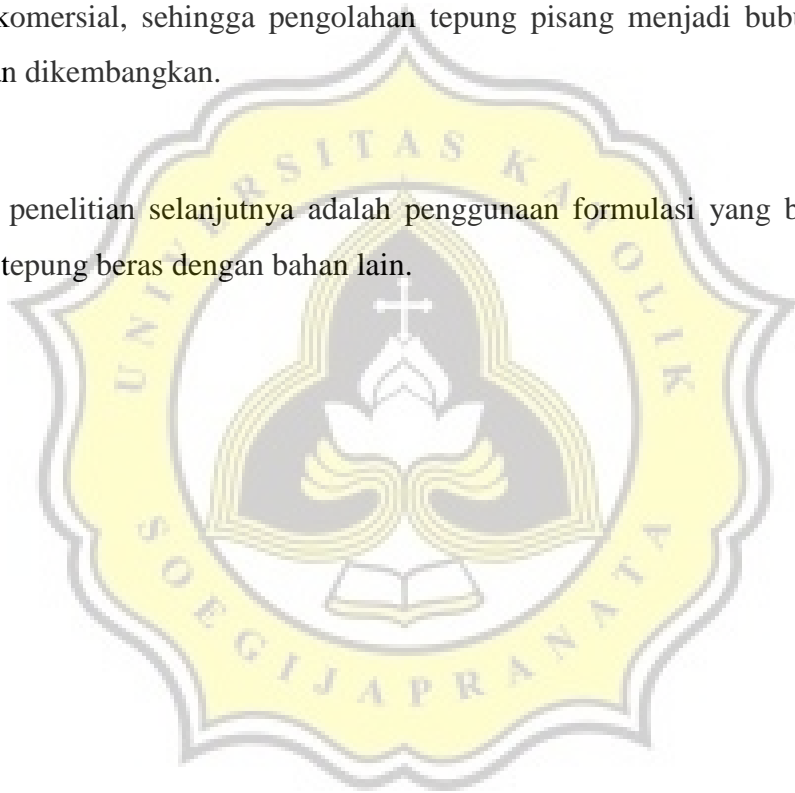 komersial, sehingga pengolahan tepung pisang menjadi bubu
n dikembangkan.
penelitian selanjutnya adalah penggunaan formulasi yang b
tepung beras dengan bahan lain.
UNIVERSITAS KATOLIK
SOEGIJAPRANATA